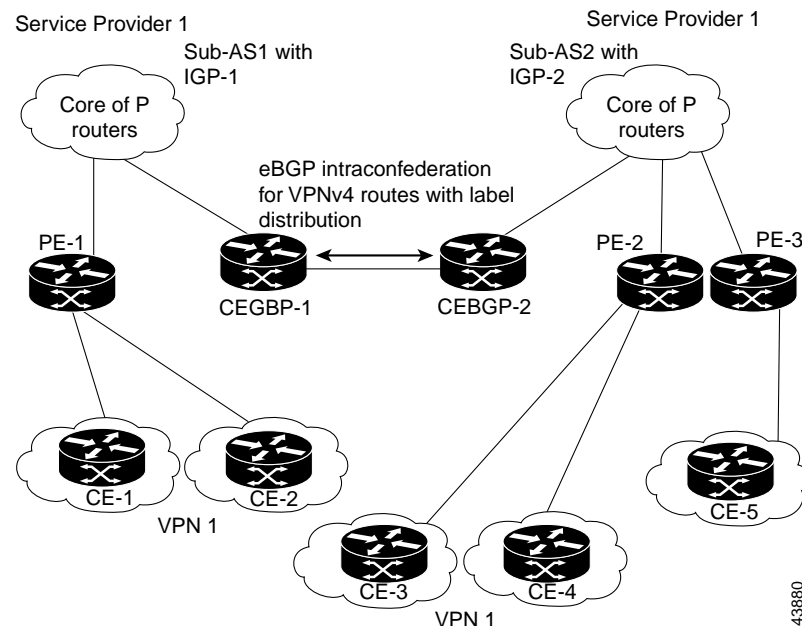 Service Provider 1
Service Provider 1
Sub-AS1 with
IGP-1
Sub-AS2 with
IGP-2
Core of P
routers
Core of P
routers
eBGP intraconfederation
for VPNv4 routes with label
distribution
PE-1
PE-2
PE-3
CEGBP-1
CEBGP-2
CE-1
CE-2
CE-5
VPN 1
CE-3
CE-4
VPN 1
43880